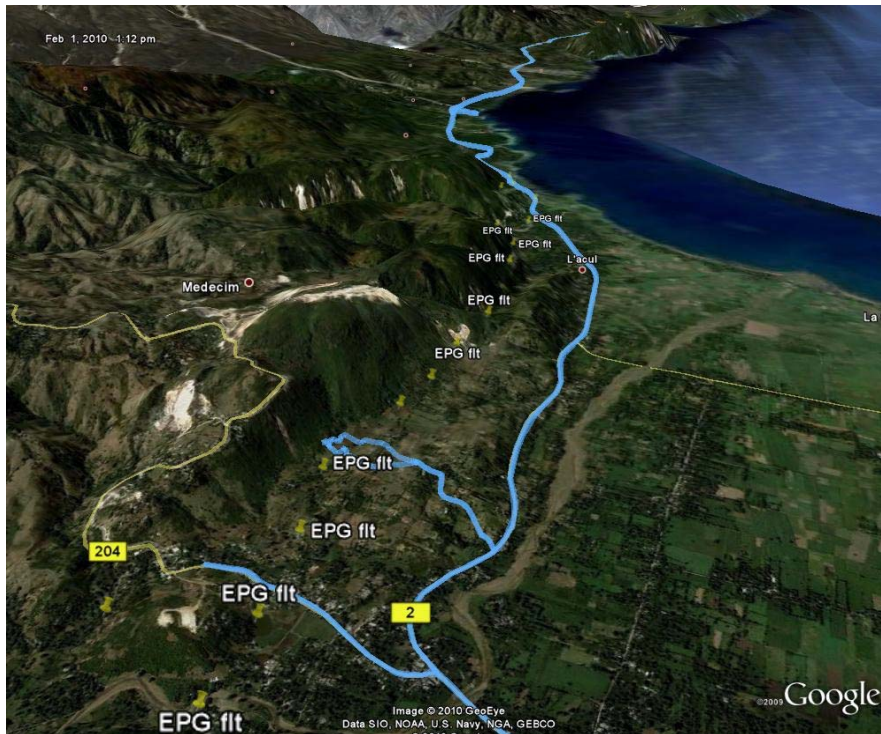 Feb 1, 2010 1:12 pm
EPG flt
EPG flt
EPG flt
EPG flt
L'acul
Medecim
EPG flt
La
EPG flt
EPG flt
EPG flt
204
EPG flt
2
EPG flt
©2009 Google
Image © 2010 GeoEye
Data SIO, NOAA, U.S. Navy, NGA, GEBCO